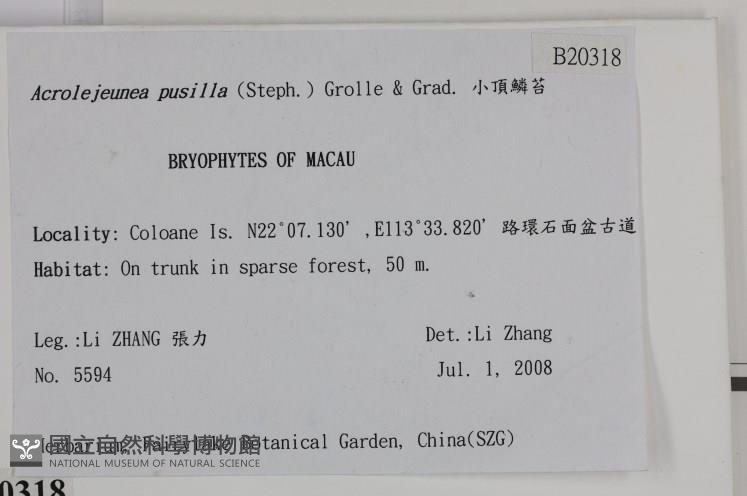 B20318
Acrolejeunea pusilla (Steph.) Grolle & Grad. 小頂鱗苔
BRYOPHYTES OF MACAU
Locality: Coloane Is. N22°07.130' ,E113°33.820' 路環石面盆古道
Habitat: On trunk in sparse forest, 50 m.
Leg.:Li ZHANG 張力
Det.:Li Zhang
No. 5594
Jul. 1, 2008
Herbarium, Fairylake Botanical Garden, China(SZG)
國立自然科學博物館
NATIONAL MUSEUM OF NATURAL SCIENCE
0318